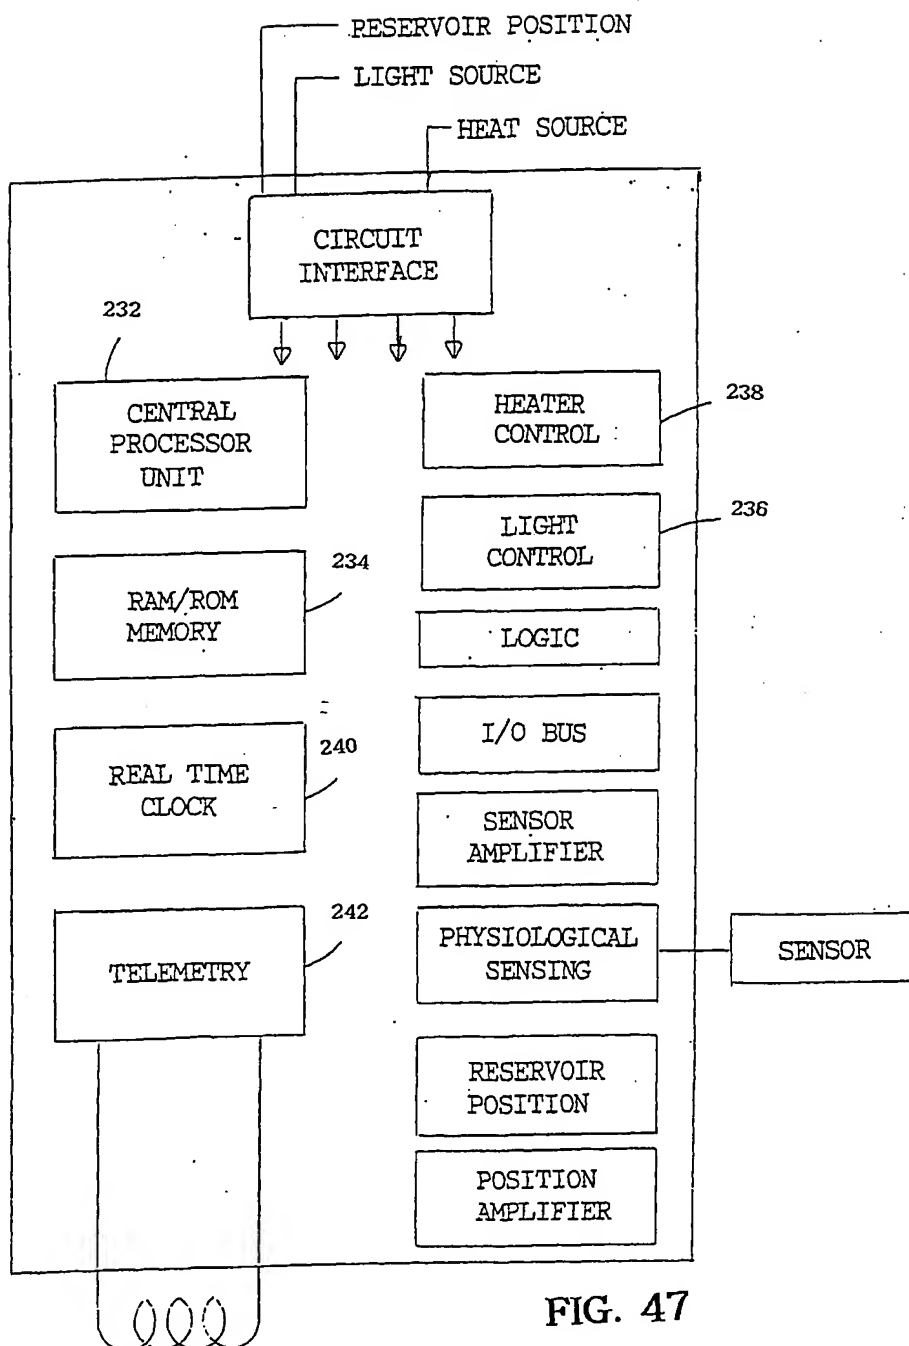 RESERVOIR POSITION
LIGHT SOURCE
HEAT SOURCE
CIRCUIT
INTERFACE
232
CENTRAL
PROCESSOR
UNIT
HEATER
CONTROL
238
LIGHT
CONTROL
236
RAM/ROM
MEMORY
234
LOGIC
I/O BUS
REAL TIME
CLOCK
240
SENSOR
AMPLIFIER
TELEMETRY
242
PHYSIOLOGICAL
SENSING
SENSOR
RESERVOIR
POSITION
POSITION
AMPLIFIER
FIG. 47